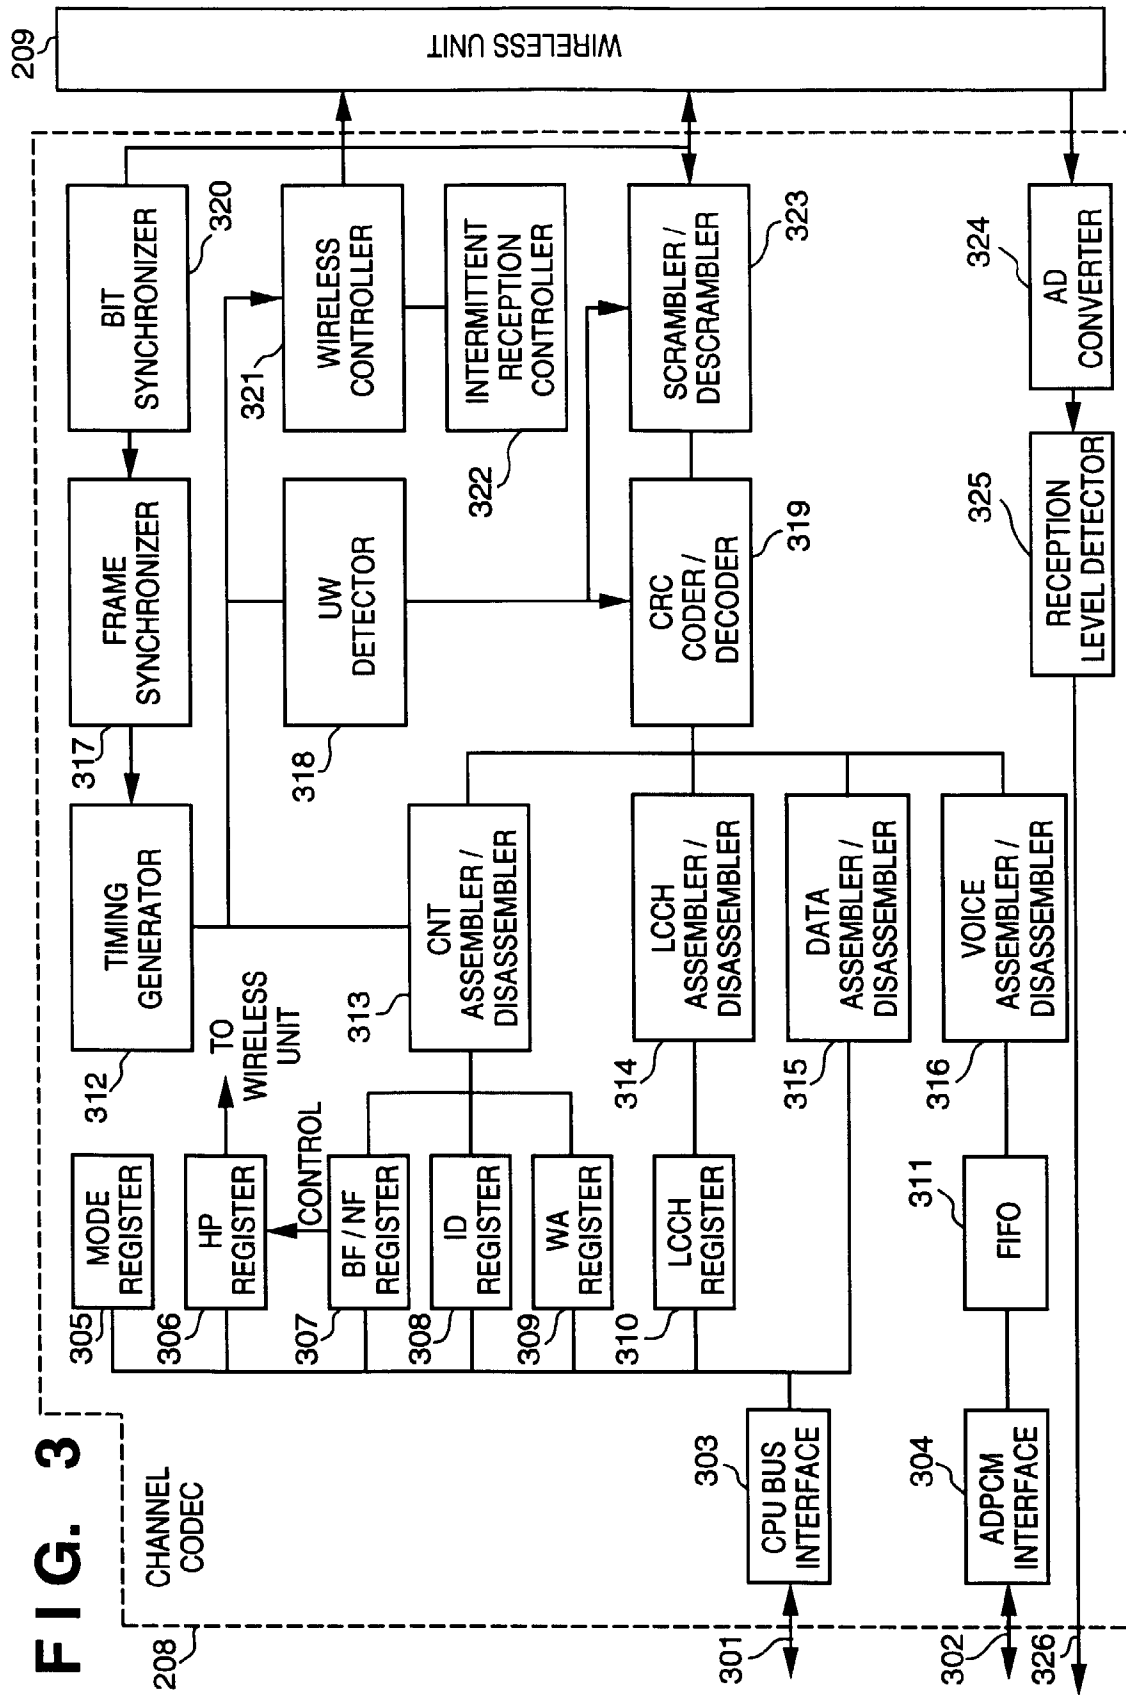 FIG. 3
208
CHANNEL
CODEC
301
303
CPU BUS
INTERFACE
302
304
ADPCM
INTERFACE
326
305
MODE
REGISTER
306
HP
REGISTER
TO
WIRELESS
UNIT
CONTROL
307
BF / NF
REGISTER
308
ID
REGISTER
309
WA
REGISTER
310
LCCH
REGISTER
311
FIFO
312
TIMING
GENERATOR
313
CNT
ASSEMBLER /
DISASSEMBLER
314
LCCH
ASSEMBLER /
DISASSEMBLER
315
DATA
ASSEMBLER /
DISASSEMBLER
316
VOICE
ASSEMBLER /
DISASSEMBLER
317
FRAME
SYNCHRONIZER
318
UW
DETECTOR
319
CRC
CODER /
DECODER
320
BIT
SYNCHRONIZER
321
WIRELESS
CONTROLLER
322
INTERMITTENT
RECEPTION
CONTROLLER
323
SCRAMBLER /
DESCRAMBLER
324
AD
CONVERTER
325
RECEPTION
LEVEL DETECTOR
209
WIRELESS UNIT